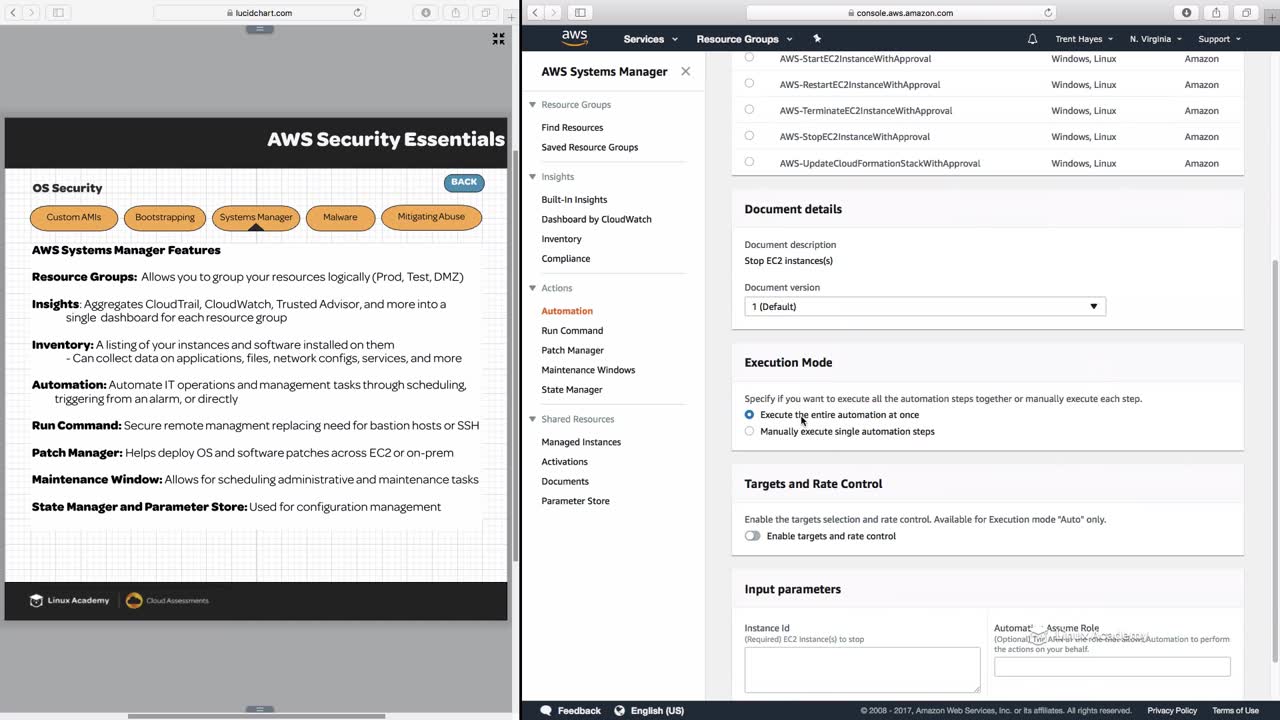 lucidchart.com
AWS Security Essentials
OS Security
BACK
Custom AMIs
Bootstrapping
Systems Manager
Malware
Mitigating Abuse
AWS Systems Manager Features
Resource Groups: Allows you to group your resources logically (Prod, Test, DMZ)
Insights: Aggregates CloudTrail, CloudWatch, Trusted Advisor, and more into a
single dashboard for each resource group
Inventory: A listing of your instances and software installed on them
- Can collect data on applications, files, network configs, services, and more
Automation: Automate IT operations and management tasks through scheduling,
triggering from an alarm, or directly
Run Command: Secure remote managment replacing need for bastion hosts or SSH
Patch Manager: Helps deploy OS and software patches across EC2 or on-prem
Maintenance Window: Allows for scheduling administrative and maintenance tasks
State Manager and Parameter Store: Used for configuration management
Linux Academy
Cloud Assessments
console.aws.amazon.com
aws
Services
Resource Groups
Trent Hayes
N. Virginia
Support
AWS Systems Manager
Resource Groups
Find Resources
Saved Resource Groups
Insights
Built-In Insights
Dashboard by CloudWatch
Inventory
Compliance
Actions
Automation
Run Command
Patch Manager
Maintenance Windows
State Manager
Shared Resources
Managed Instances
Activations
Documents
Parameter Store
AWS-StartEC2InstanceWithApproval Windows, Linux Amazon
AWS-RestartEC2InstanceWithApproval Windows, Linux Amazon
AWS-TerminateEC2InstanceWithApproval Windows, Linux Amazon
AWS-StopEC2InstanceWithApproval Windows, Linux Amazon
AWS-UpdateCloudFormationStackWithApproval Windows, Linux Amazon
Document details
Document description
Stop EC2 instances(s)
Document version
1 (Default)
Execution Mode
Specify if you want to execute all the automation steps together or manually execute each step.
Execute the entire automation at once
Manually execute single automation steps
Targets and Rate Control
Enable the targets selection and rate control. Available for Execution mode "Auto" only.
Enable targets and rate control
Input parameters
Instance Id
(Required) EC2 Instance(s) to stop
Assume Role
(Optional) The ARN of the role that allows Automation to perform
the actions on your behalf.
Linux Academy
Feedback
English (US)
© 2008 - 2017, Amazon Web Services, Inc. or its affiliates. All rights reserved.
Privacy Policy
Terms of Use